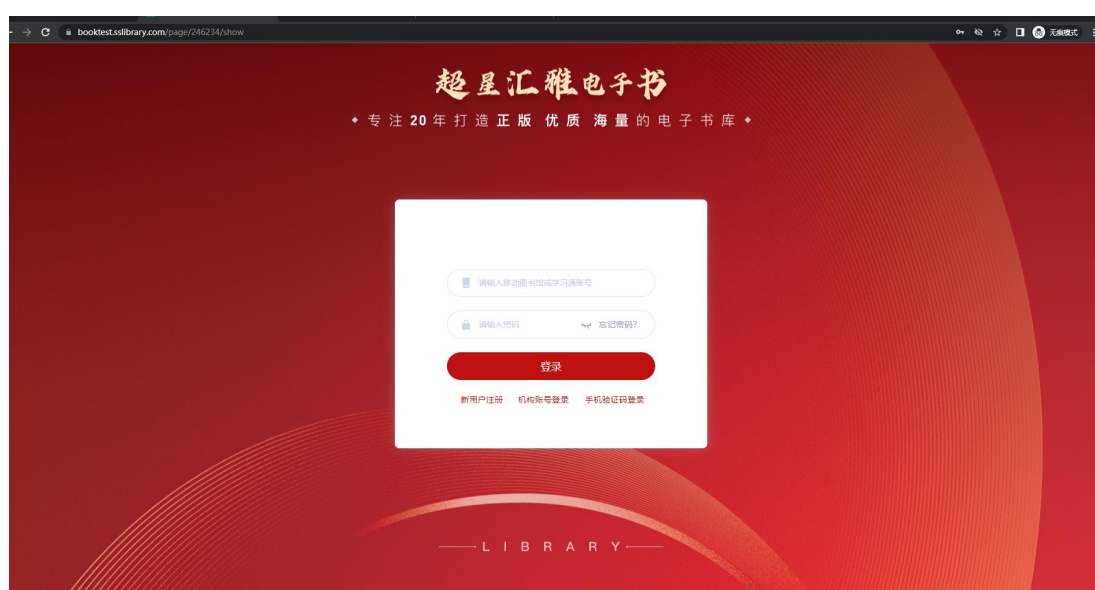 booktest.sslibrary.com/page/246234/show
无痕模式
超星汇雅电子书
专注20年打造正版 优质 海量的电子书库
请输入移动图书馆或学习通账号
请输入密码 忘记密码?
登录
新用户注册 机构账号登录 手机验证码登录
LIBRARY